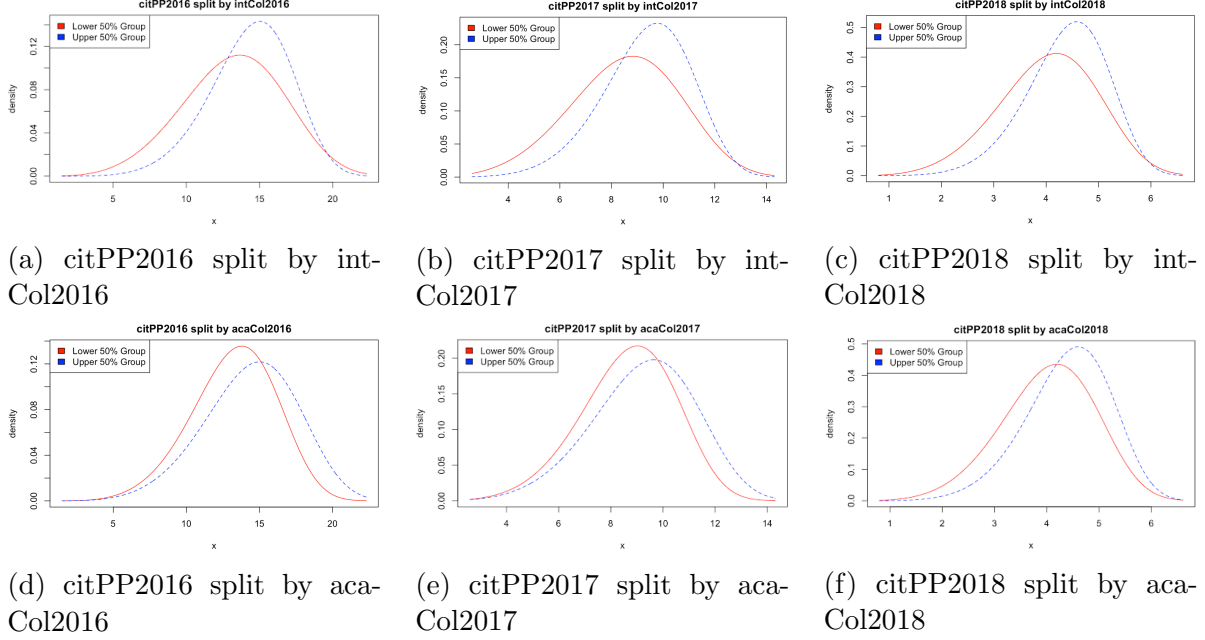 citPP2016 split by intCol2016
Lower 50% Group
Upper 50% Group
density
0.00
0.04
0.08
0.12
5
10
15
20
x
(a) citPP2016 split by int-
Col2016
citPP2017 split by intCol2017
Lower 50% Group
Upper 50% Group
density
0.00
0.05
0.10
0.15
0.20
4
6
8
10
12
14
x
(b) citPP2017 split by int-
Col2017
citPP2018 split by intCol2018
Lower 50% Group
Upper 50% Group
density
0.0
0.1
0.2
0.3
0.4
0.5
1
2
3
4
5
6
x
(c) citPP2018 split by int-
Col2018
citPP2016 split by acaCol2016
Lower 50% Group
Upper 50% Group
density
0.00
0.04
0.08
0.12
5
10
15
20
x
(d) citPP2016 split by aca-
Col2016
citPP2017 split by acaCol2017
Lower 50% Group
Upper 50% Group
density
0.00
0.05
0.10
0.15
0.20
4
6
8
10
12
14
x
(e) citPP2017 split by aca-
Col2017
citPP2018 split by acaCol2018
Lower 50% Group
Upper 50% Group
density
0.0
0.1
0.2
0.3
0.4
0.5
1
2
3
4
5
6
x
(f) citPP2018 split by aca-
Col2018